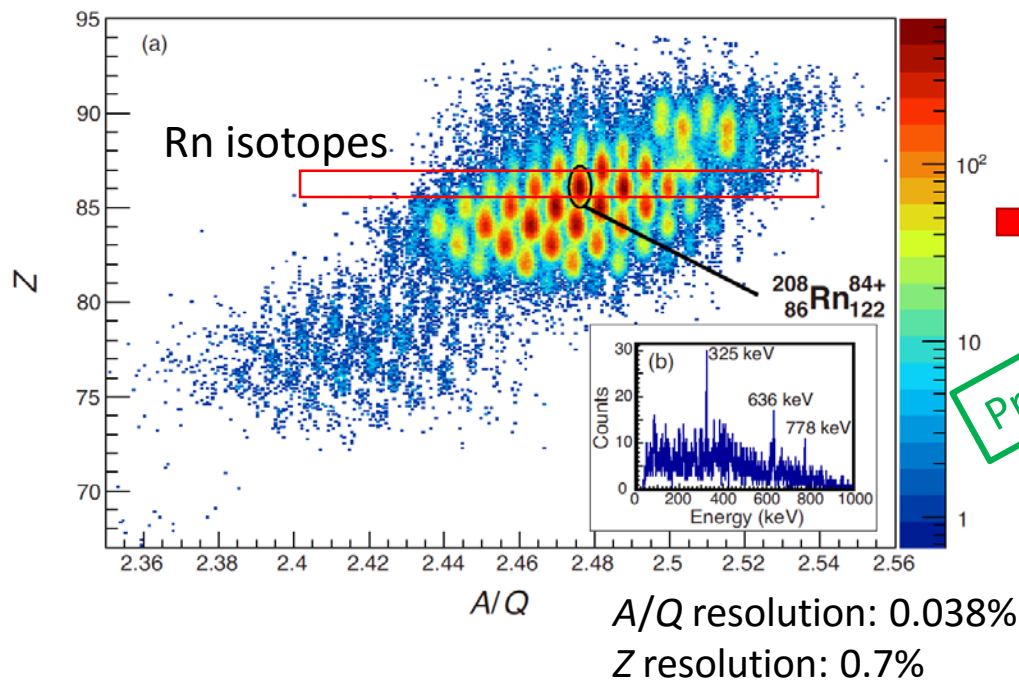 95
(a)
90
Rn isotopes
85
Z
80
75
70
208
86Rn84+
122
(b)
30
325 keV
20
636 keV
778 keV
10
Counts
0
0 200 400 600 800 1000
Energy (keV)
10²
10
1
2.36 2.38 2.4 2.42 2.44 2.46 2.48 2.5 2.52 2.54 2.56
A/Q
A/Q resolution: 0.038%
Z resolution: 0.7%